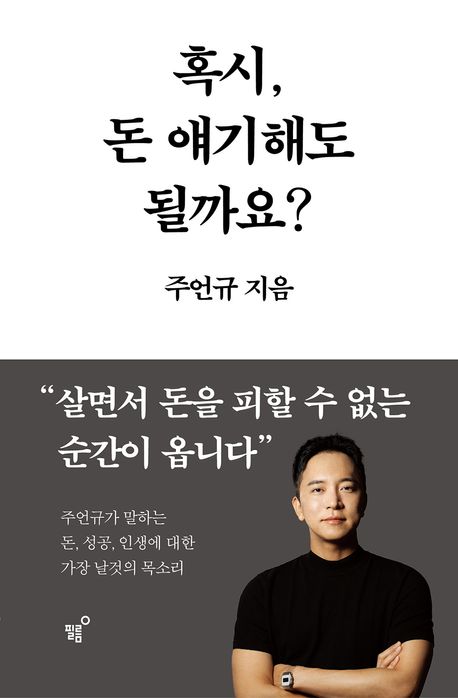 혹시,
돈 얘기해도
될까요?
주언규 지음
“살면서 돈을 피할 수 없는
순간이 옵니다”
주언규가 말하는
돈, 성공, 인생에 대한
가장 날것의 목소리
필름